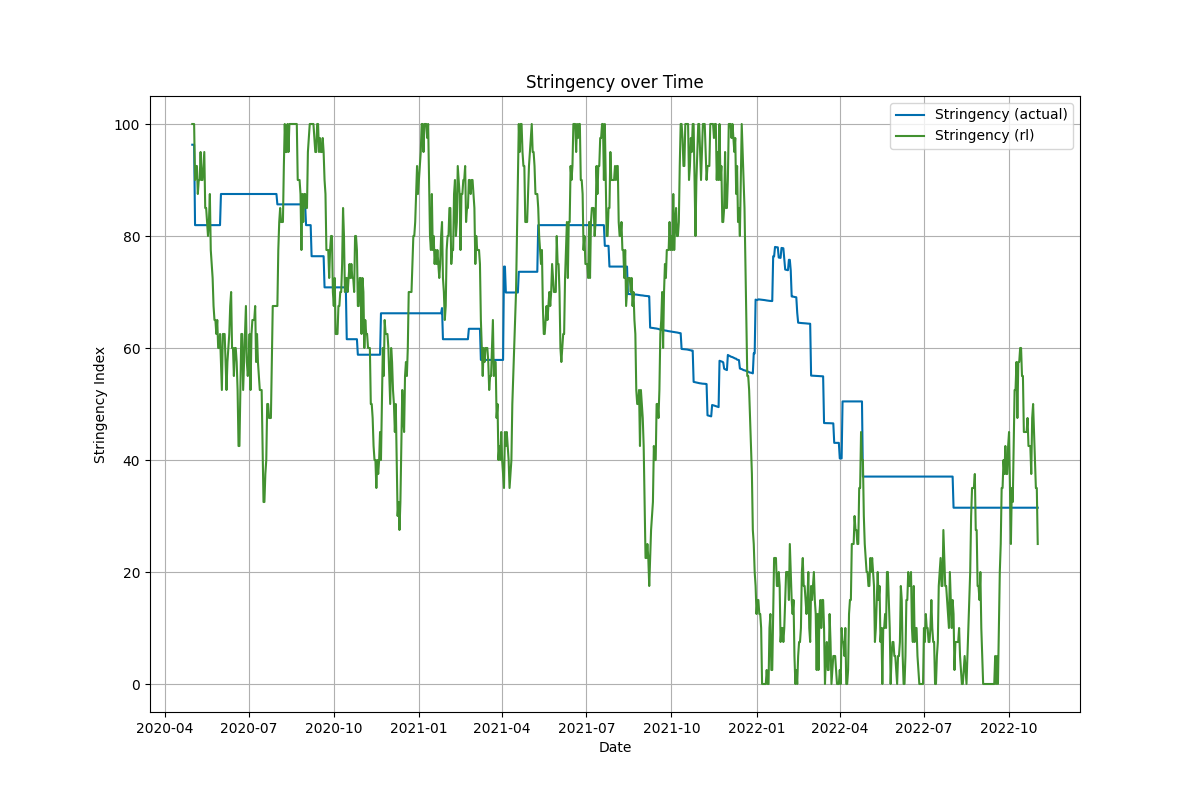 Stringency over Time
Stringency (actual)
Stringency (rl)
Stringency Index
100
80
60
40
20
0
2020-04 2020-07 2020-10 2021-01 2021-04 2021-07 2021-10 2022-01 2022-04 2022-07 2022-10
Date